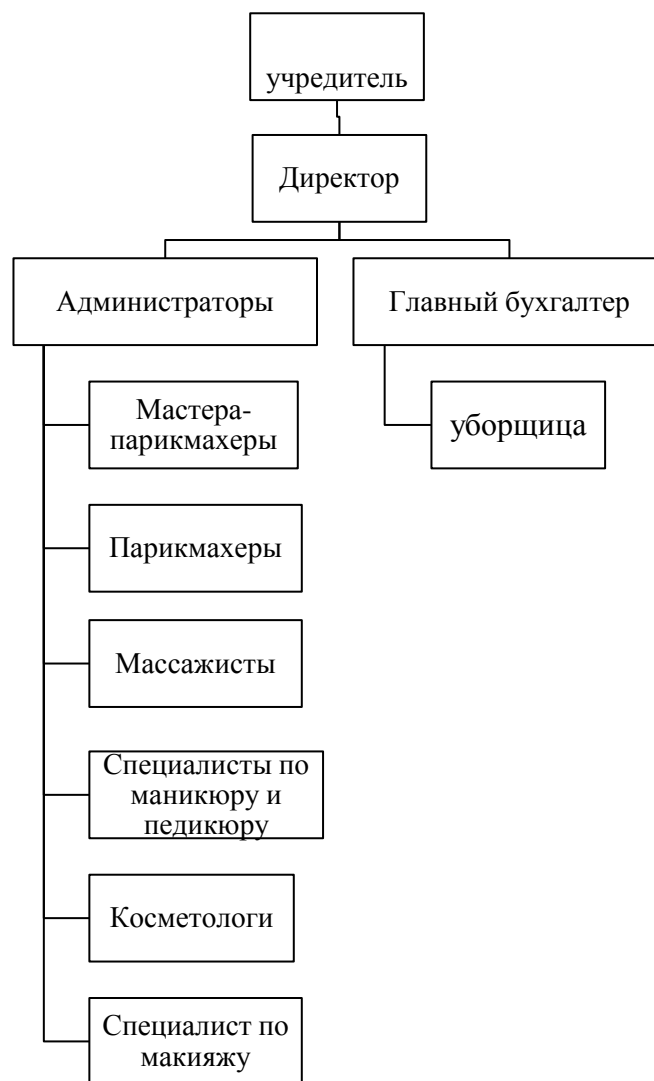 учредитель
Директор
Администраторы
Главный бухгалтер
Мастера-
парикмахеры
уборщица
Парикмахеры
Массажисты
Специалисты по
маникюру и
педикюру
Косметологи
Специалист по
макияжу